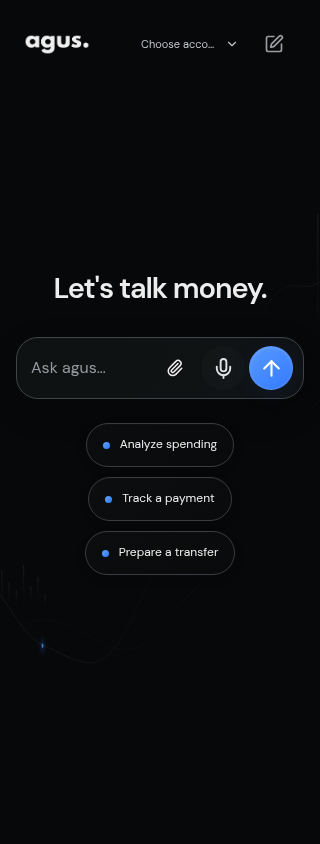 agus.
Choose acco...
Let's talk money.
Ask agus...
Analyze spending
Track a payment
Prepare a transfer